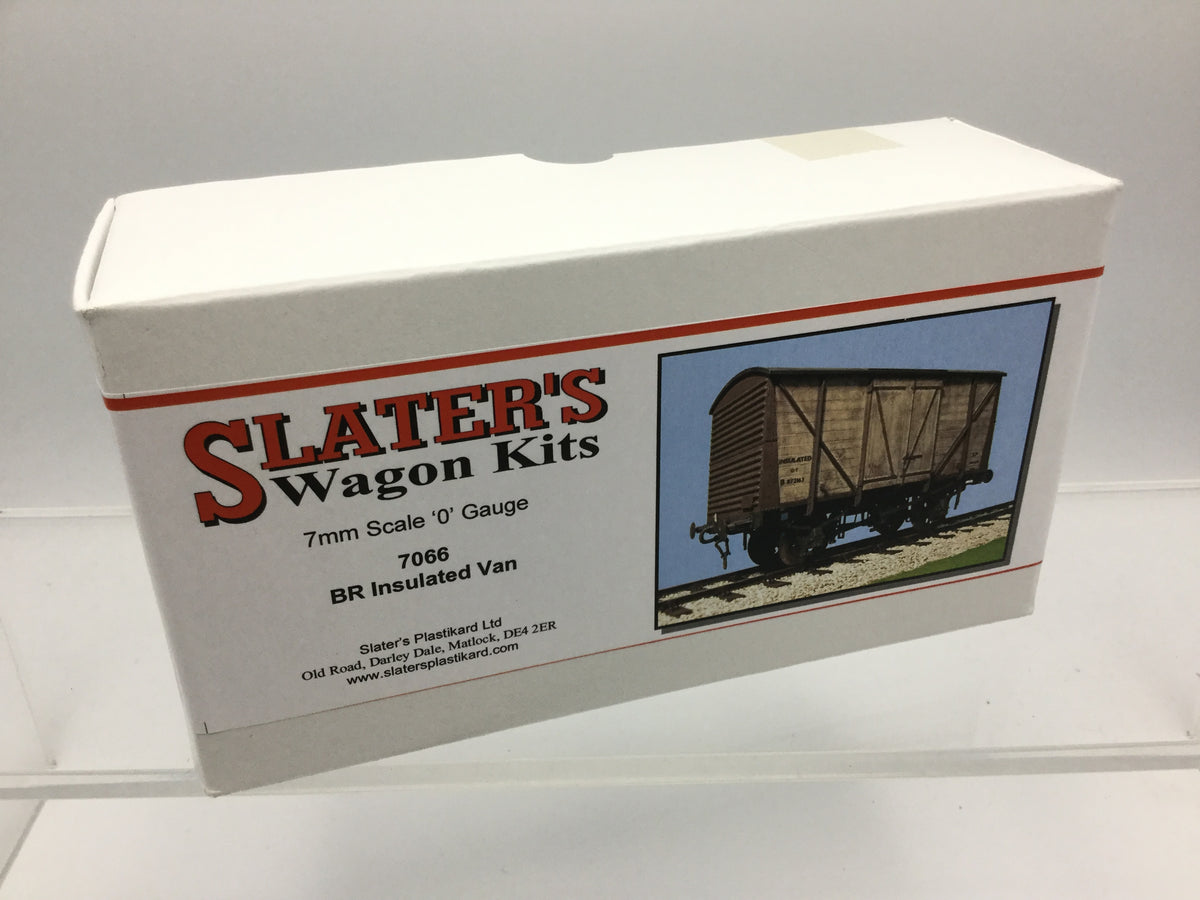 SLATER'S
Wagon Kits
7mm Scale ‘0’ Gauge
7066
BR Insulated Van
Slater's Plastikard Ltd
Old Road, Darley Dale, Matlock, DE4 2ER
www.slatersplastikard.com
INSULATED